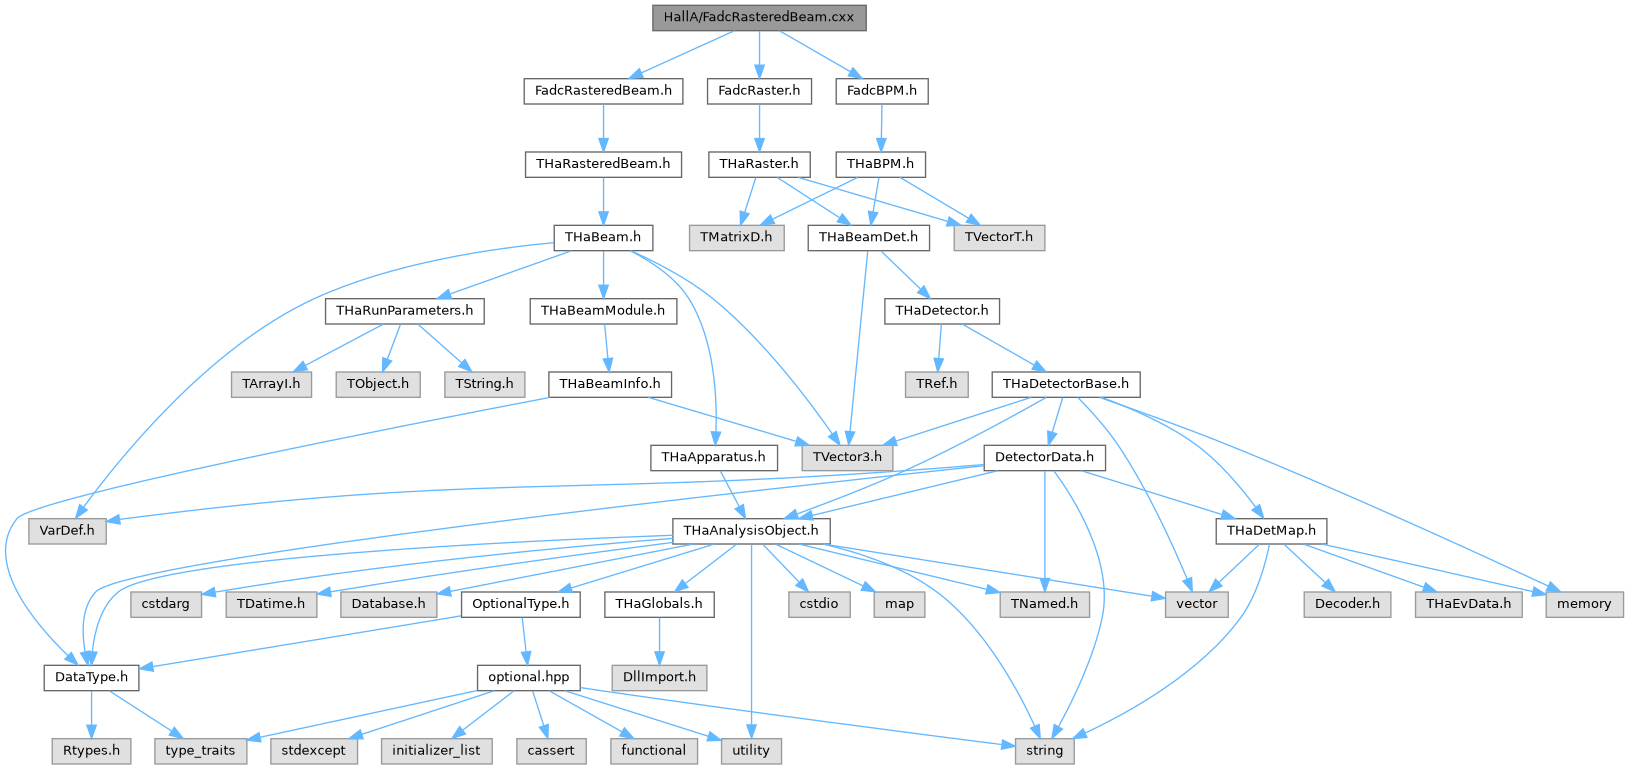 HallA/FadcRasteredBeam.cxx
FadcRasteredBeam.h
FadcRaster.h
FadcBPM.h
THaRasteredBeam.h
THaRaster.h
THaBPM.h
THaBeam.h
TMatrixD.h
THaBeamDet.h
TVectorT.h
THaRunParameters.h
THaBeamModule.h
THaDetector.h
TArrayI.h
TObject.h
TString.h
THaBeamInfo.h
TRef.h
THaDetectorBase.h
THaApparatus.h
TVector3.h
DetectorData.h
VarDef.h
THaAnalysisObject.h
THaDetMap.h
cstdarg
TDatime.h
Database.h
OptionalType.h
THaGlobals.h
cstdio
map
TNamed.h
vector
Decoder.h
THaEvData.h
memory
DataType.h
optional.hpp
DllImport.h
Rtypes.h
type_traits
stdexcept
initializer_list
cassert
functional
utility
string